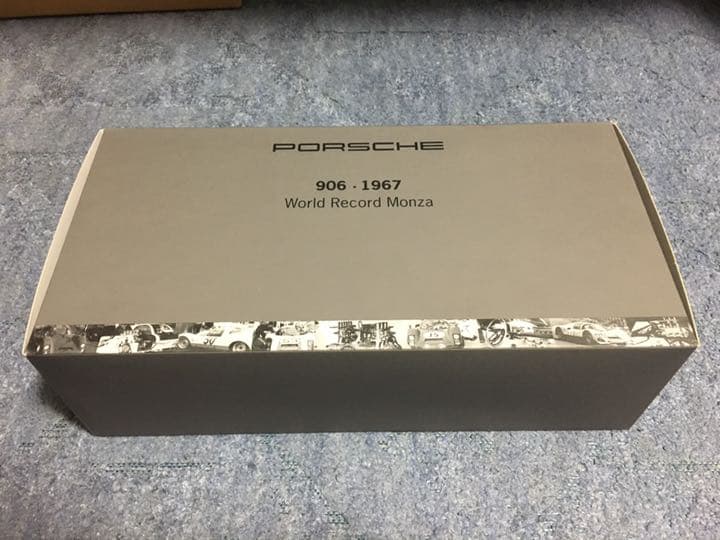 PORSCHE
906 · 1967
World Record Monza